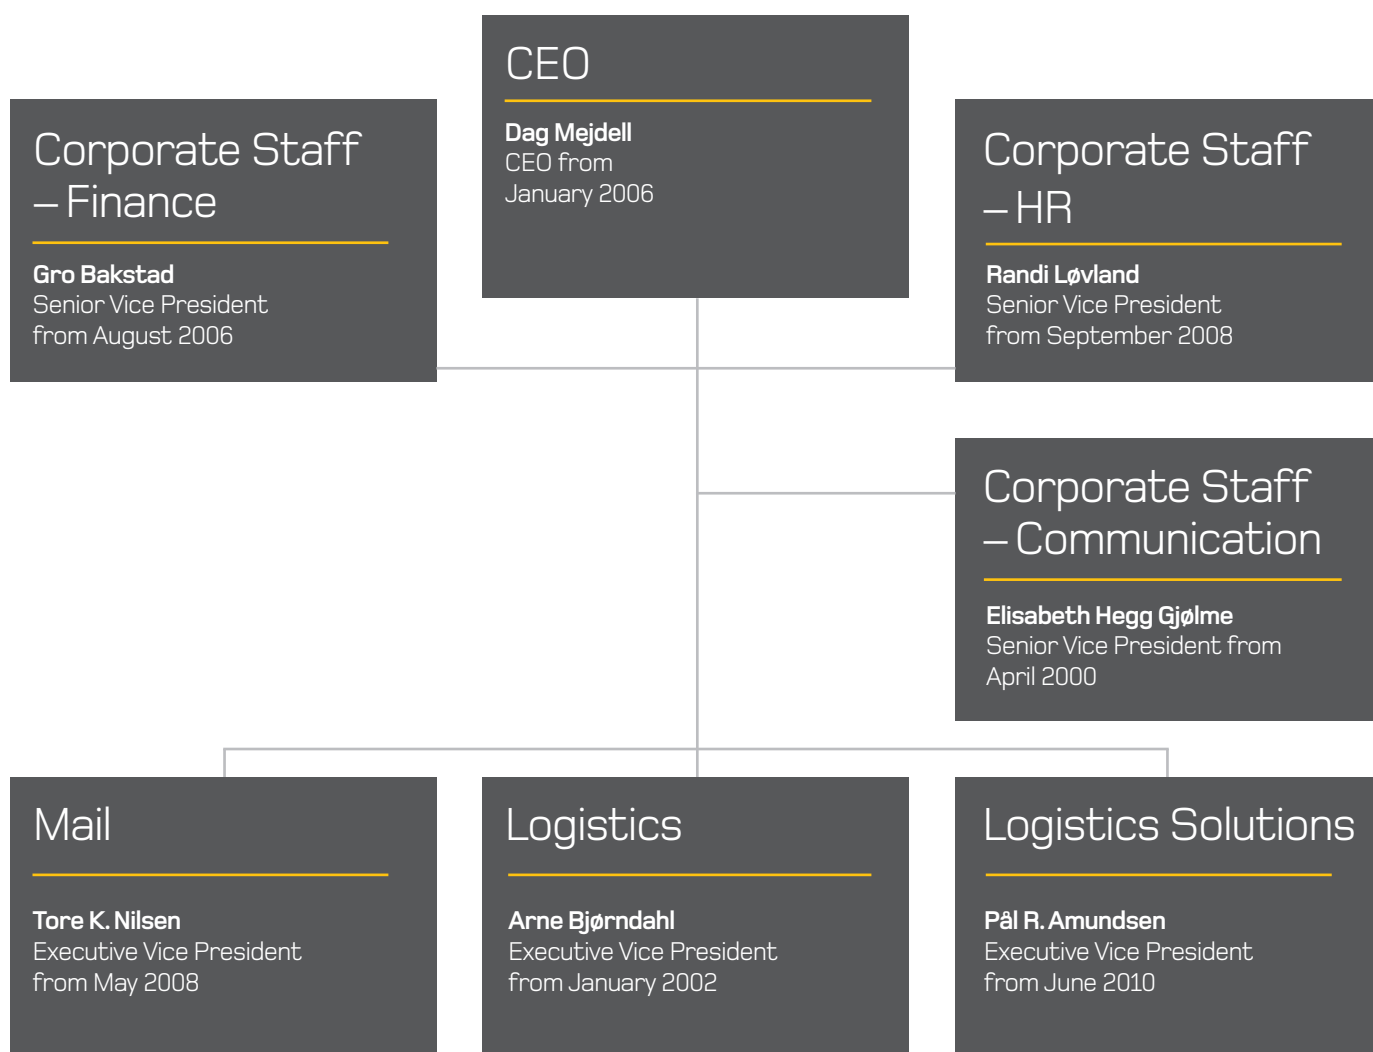 CEO
Dag Mejdell
CEO from
January 2006
Corporate Staff
– Finance
Gro Bakstad
Senior Vice President
from August 2006
Corporate Staff
– HR
Randi Løvland
Senior Vice President
from September 2008
Corporate Staff
– Communication
Elisabeth Hegg Gjølme
Senior Vice President from
April 2000
Mail
Tore K. Nilsen
Executive Vice President
from May 2008
Logistics
Arne Bjørndahl
Executive Vice President
from January 2002
Logistics Solutions
Pål R. Amundsen
Executive Vice President
from June 2010